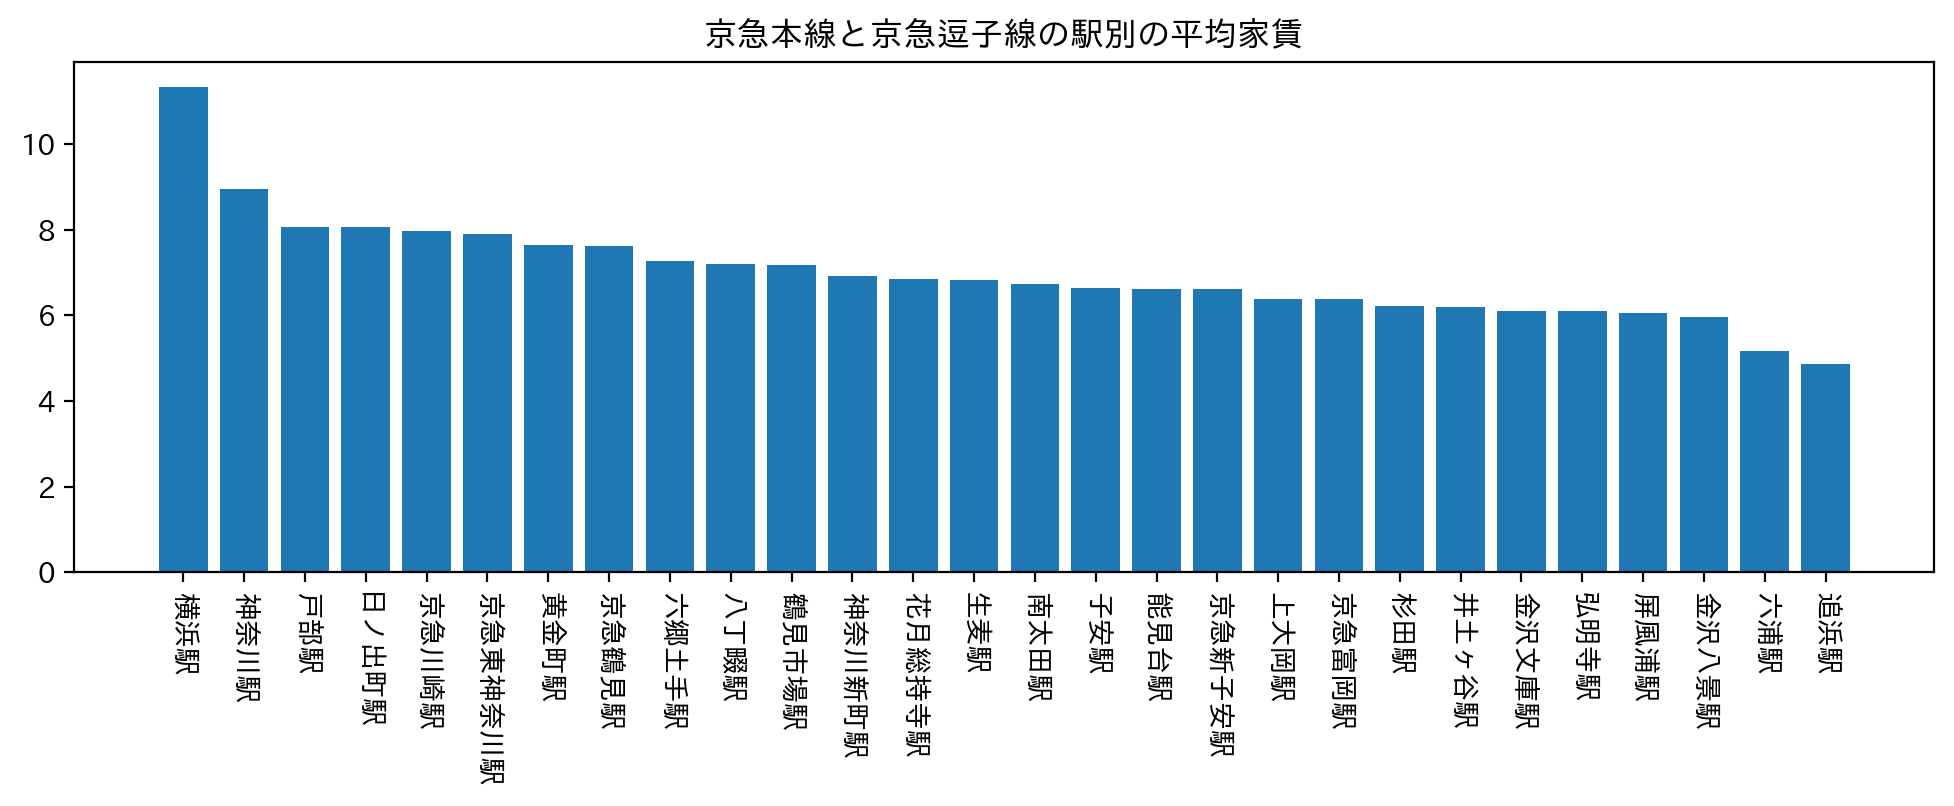 京急本線と京急逗子線の駅別の平均家賃
10
8
6
4
2
0
横浜駅
神奈川駅
戸部駅
日ノ出町駅
京急川崎駅
京急東神奈川駅
黄金町駅
京急鶴見駅
六郷土手駅
八丁畷駅
鶴見市場駅
神奈川新町駅
花月総持寺駅
生麦駅
南太田駅
子安駅
能見台駅
京急新子安駅
上大岡駅
京急富岡駅
杉田駅
井土ヶ谷駅
金沢文庫駅
弘明寺駅
屏風浦駅
金沢八景駅
六浦駅
追浜駅